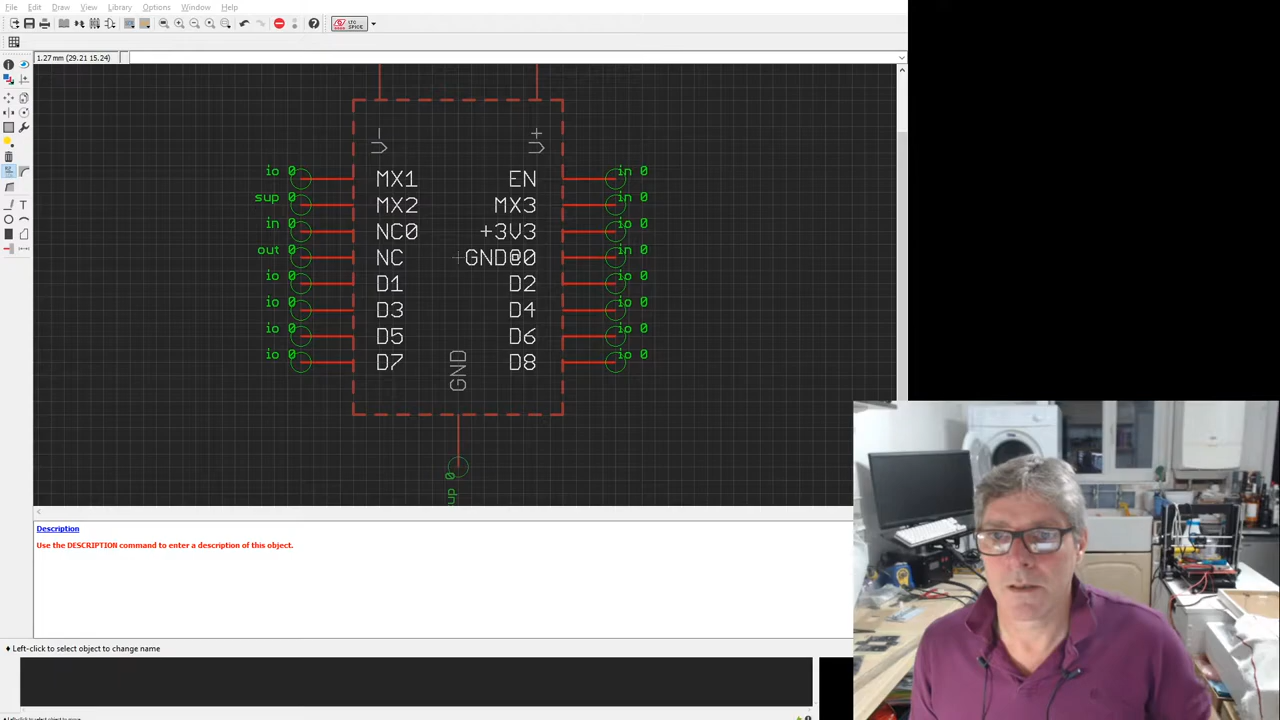 File Edit Draw View Library Options Window Help
LTC SPICE
1.27 mm (29.21 15.24)
V- V+
io 0 MX1 EN in 0
sup 0 MX2 MX3 in 0
in 0 NC0 +3V3 io 0
out 0 NC GND@0 in 0
io 0 D1 D2 io 0
io 0 D3 D4 io 0
io 0 D5 D6 io 0
io 0 D7 D8 io 0
GND
Description
Use the DESCRIPTION command to enter a description of this object.
Left-click to select object to change name